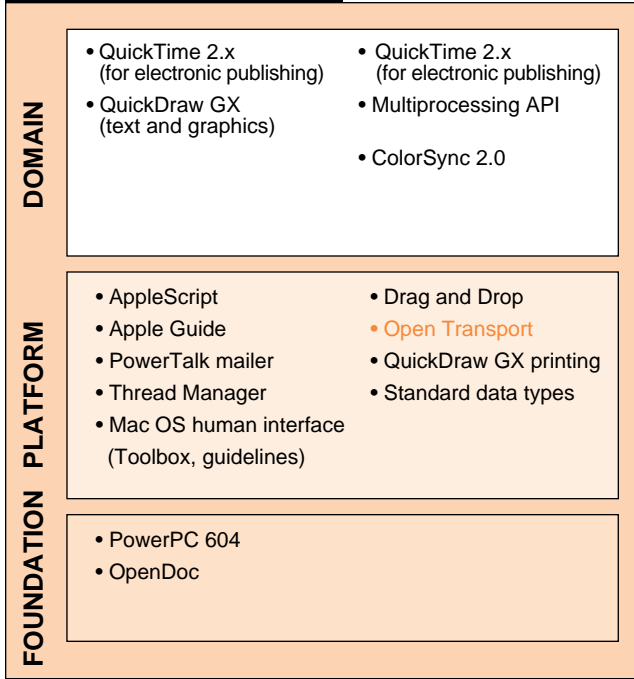 DOMAIN
• QuickTime 2.x
(for electronic publishing)
• QuickDraw GX
(text and graphics)
• QuickTime 2.x
(for electronic publishing)
• Multiprocessing API
• ColorSync 2.0
PLATFORM
• AppleScript
• Apple Guide
• PowerTalk mailer
• Thread Manager
• Mac OS human interface
(Toolbox, guidelines)
• Drag and Drop
• Open Transport
• QuickDraw GX printing
• Standard data types
FOUNDATION
• PowerPC 604
• OpenDoc